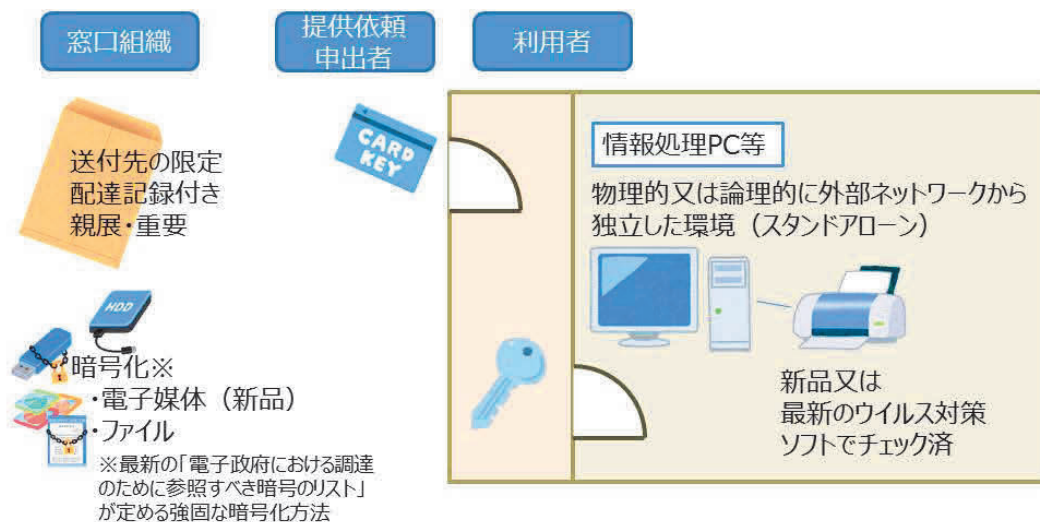 窓口組織
提供依頼
申出者
利用者
送付先の限定
配達記録付き
親展・重要
CARD
KEY
情報処理PC等
物理的又は論理的に外部ネットワークから
独立した環境（スタンドアローン）
HDD
暗号化※
・電子媒体（新品）
・ファイル
※最新の「電子政府における調達
のために参照すべき暗号のリスト」
が定める強固な暗号化方法
新品又は
最新のウイルス対策
ソフトでチェック済